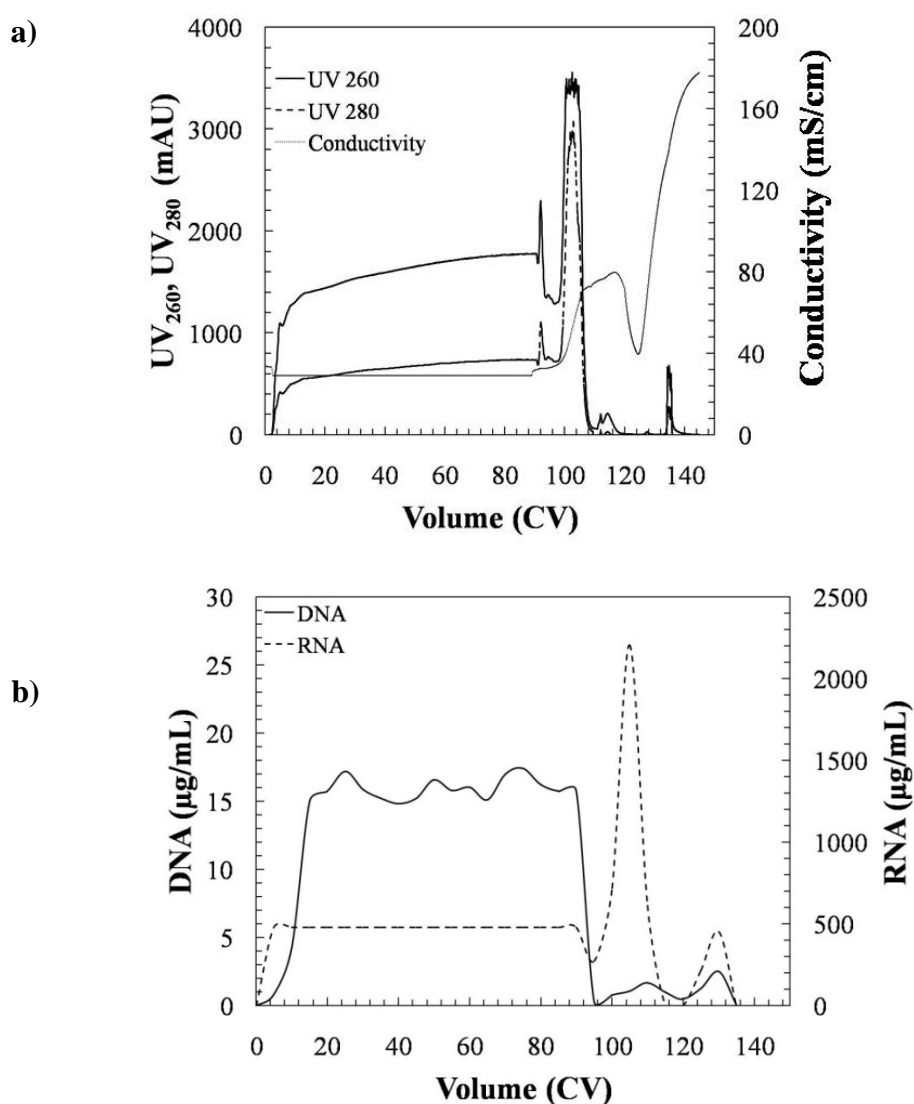 a)
4000
3000
2000
1000
0
UV₂₆₀, UV₂₈₀ (mAU)
UV 260
UV 280
Conductivity
200
160
120
80
40
0
Conductivity (mS/cm)
0 20 40 60 80 100 120 140
Volume (CV)
b)
30
25
20
15
10
5
0
DNA (µg/mL)
DNA
RNA
2500
2000
1500
1000
500
0
RNA (µg/mL)
0 20 40 60 80 100 120 140
Volume (CV)